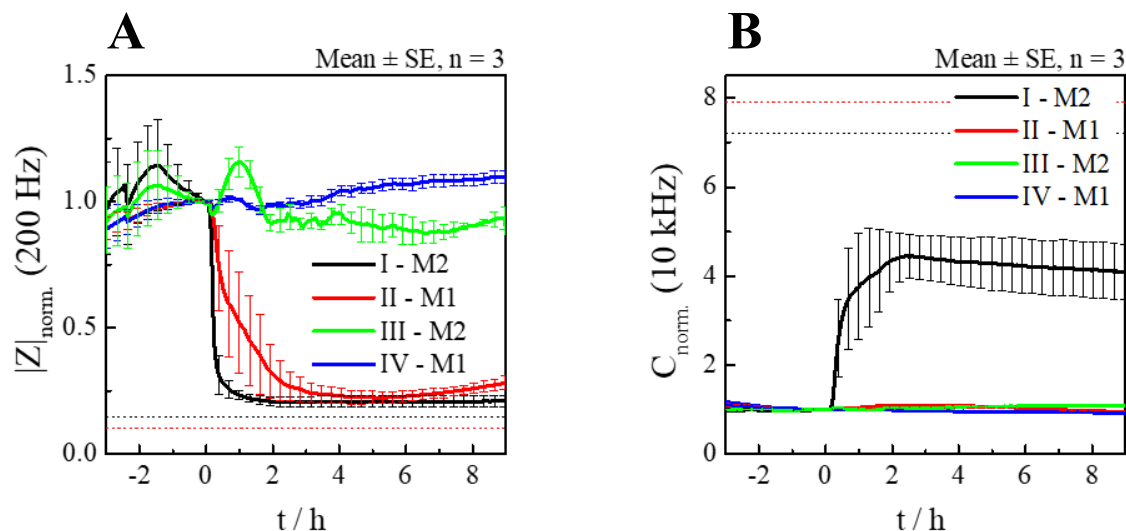 A
Mean ± SE, n = 3
|Z|norm. (200 Hz)
1.5
1.0
0.5
0.0
I - M2
II - M1
III - M2
IV - M1
-2 0 2 4 6 8
t / h
B
Mean ± SE, n = 3
Cnorm. (10 kHz)
8
6
4
2
0
I - M2
II - M1
III - M2
IV - M1
-2 0 2 4 6 8
t / h